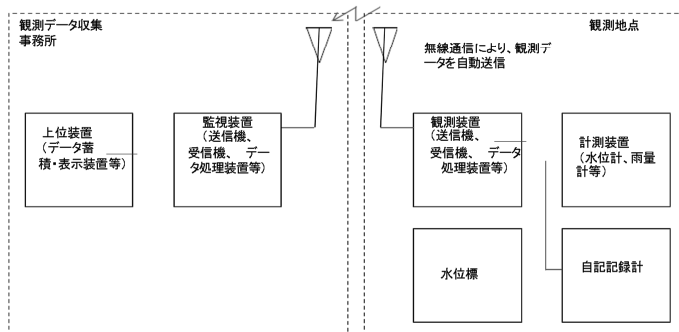 観測データ収集
事務所
観測地点
無線通信により、観測デ
ータを自動送信
上位装置
（データ蓄
積・表示装置等）
監視装置
（送信機、
受信機、　デー
タ処理装置等）
観測装置
（送信機、
受信機、　データ
処理装置等）
計測装置
（水位計、雨量
計等）
水位標
自記記録計